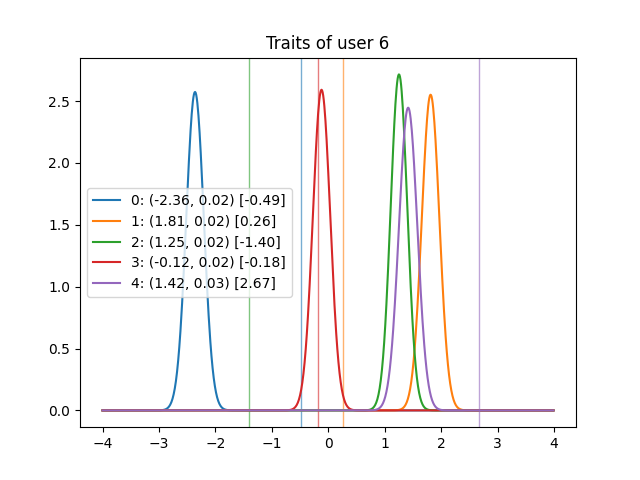 Traits of user 6
2.5
2.0
1.5
1.0
0.5
0.0
0: (-2.36, 0.02) [-0.49]
1: (1.81, 0.02) [0.26]
2: (1.25, 0.02) [-1.40]
3: (-0.12, 0.02) [-0.18]
4: (1.42, 0.03) [2.67]
−4 −3 −2 −1 0 1 2 3 4